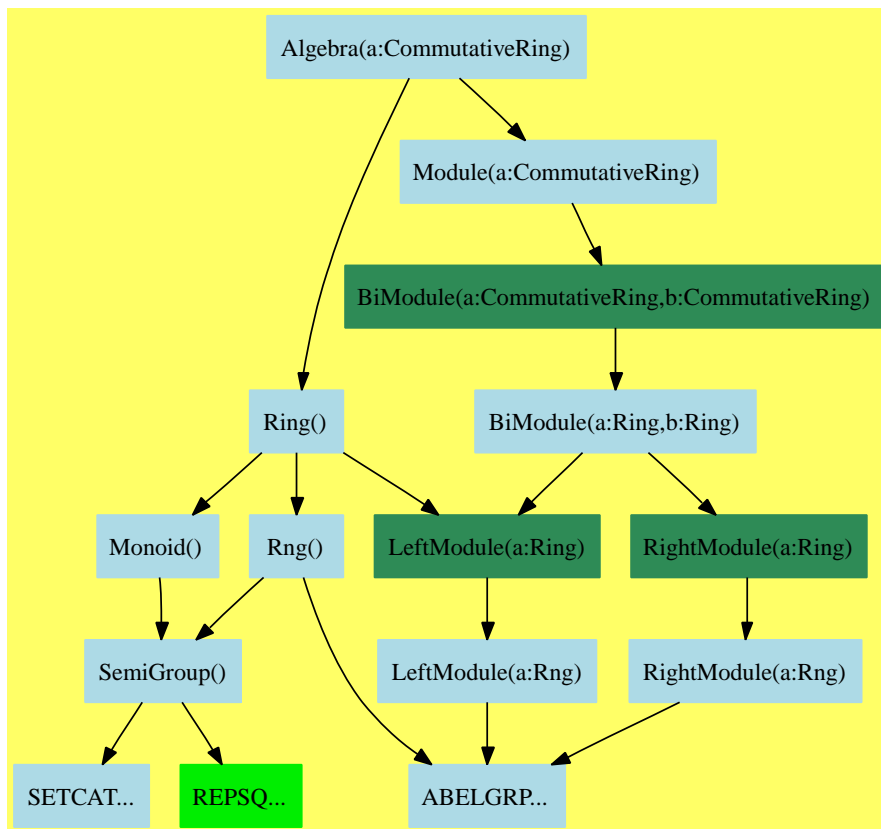 Algebra(a:CommutativeRing)
Module(a:CommutativeRing)
BiModule(a:CommutativeRing,b:CommutativeRing)
Ring()
BiModule(a:Ring,b:Ring)
Monoid()
Rng()
LeftModule(a:Ring)
RightModule(a:Ring)
SemiGroup()
LeftModule(a:Rng)
RightModule(a:Rng)
SETCAT...
REPSQ...
ABELGRP...